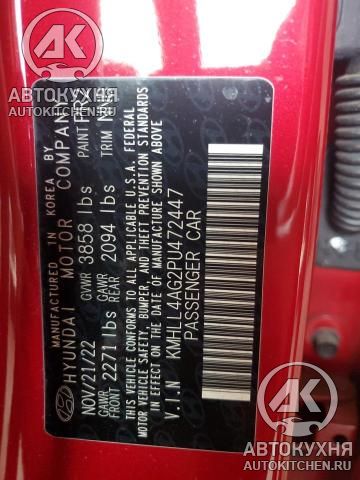 АК
АВТОКУХНЯ
AUTOKITCHEN.RU
MANUFACTURED IN KOREA BY
HYUNDAI MOTOR COMPANY
NOV/21/22 GVWR 3858 lbs PAINT TRIM
GAWR FRONT 2271 lbs GAWR REAR 2094 lbs
THIS VEHICLE CONFORMS TO ALL APPLICABLE U.S.A. FEDERAL
MOTOR VEHICLE SAFETY, BUMPER, AND THEFT PREVENTION STANDARDS
IN EFFECT ON THE DATE OF MANUFACTURE SHOWN ABOVE.
V.I.N KMHLL4AG2PU472447
PASSENGER CAR
АК
АВТОКУХНЯ
AUTOKITCHEN.RU